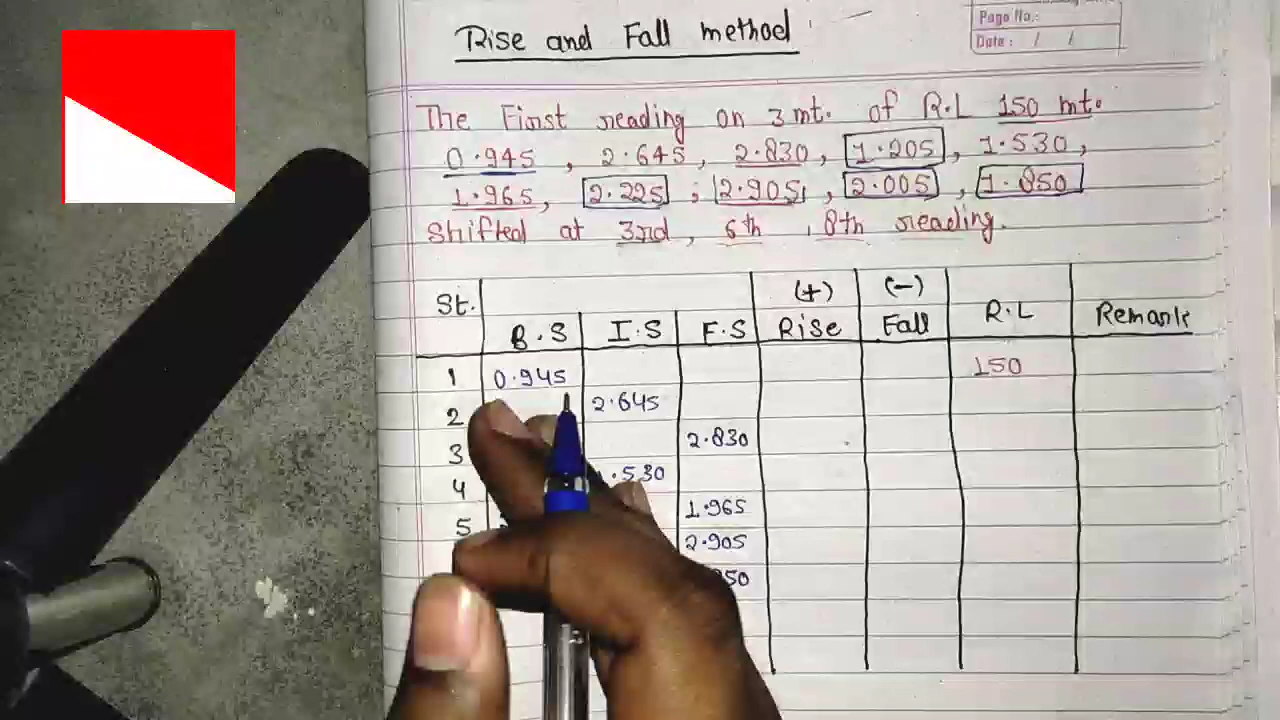 Rise and Fall method
Page No.:
Date: / /
The First reading on 3 mt. of R.L 150 mt.
0.945, 2.645, 2.830, 1.205, 1.530,
1.965, 2.225, 2.905, 2.005, 1.850
Shifted at 3rd, 6th, 8th reading.
St. (+) (-)
B.S I.S F.S Rise Fall R.L Remark
1 0.945 150
2 2.645
3 2.830
4 .530
5 1.965
2.905
850